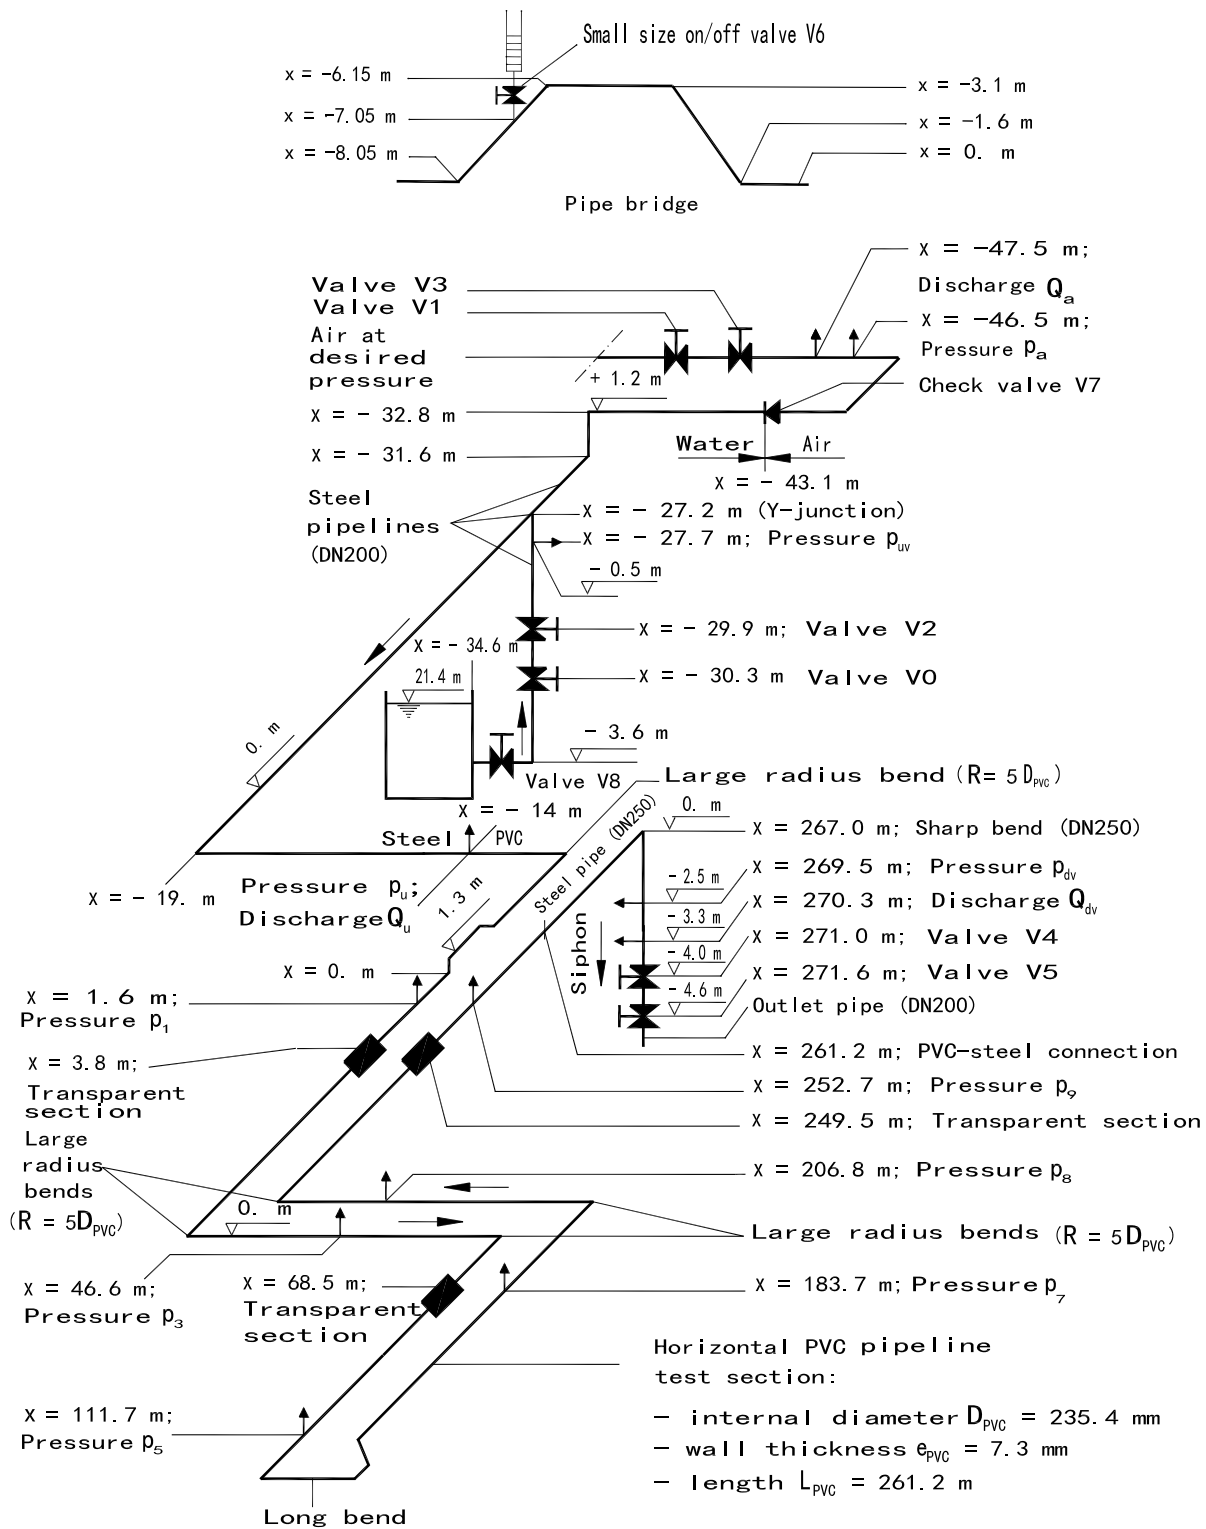 Small size on/off valve V6
x = -6.15 m
x = -3.1 m
x = -7.05 m
x = -1.6 m
x = -8.05 m
x = 0. m
Pipe bridge
x = -47.5 m;
Discharge Qa
Valve V3
Valve V1
x = -46.5 m;
Pressure pa
Air at
desired
pressure
+ 1.2 m
Check valve V7
x = - 32.8 m
Water
Air
x = - 31.6 m
x = - 43.1 m
Steel
pipelines
(DN200)
x = - 27.2 m (Y-junction)
x = - 27.7 m; Pressure puv
- 0.5 m
x = - 29.9 m; Valve V2
x = - 34.6 m
x = - 30.3 m Valve V0
21.4 m
0. m
- 3.6 m
Valve V8
Large radius bend (R= 5 DPVC)
x = - 14 m
0. m
x = 267.0 m; Sharp bend (DN250)
Steel
PVC
Steel pipe (DN250)
x = - 19. m
Pressure pu;
Discharge Qu
1.3 m
- 2.5 m
x = 269.5 m; Pressure pdv
- 3.3 m
x = 270.3 m; Discharge Qdv
Siphon
- 4.0 m
x = 271.0 m; Valve V4
x = 0. m
- 4.6 m
x = 271.6 m; Valve V5
x = 1.6 m;
Pressure p1
Outlet pipe (DN200)
x = 261.2 m; PVC-steel connection
x = 3.8 m;
Transparent
section
x = 252.7 m; Pressure p9
x = 249.5 m; Transparent section
Large
radius
bends
(R = 5DPVC)
x = 206.8 m; Pressure p8
0. m
Large radius bends (R = 5DPVC)
x = 46.6 m;
Pressure p3
x = 68.5 m;
Transparent
section
x = 183.7 m; Pressure p7
Horizontal PVC pipeline
test section:
- internal diameter DPVC = 235.4 mm
- wall thickness ePVC = 7.3 mm
- length LPVC = 261.2 m
x = 111.7 m;
Pressure p5
Long bend